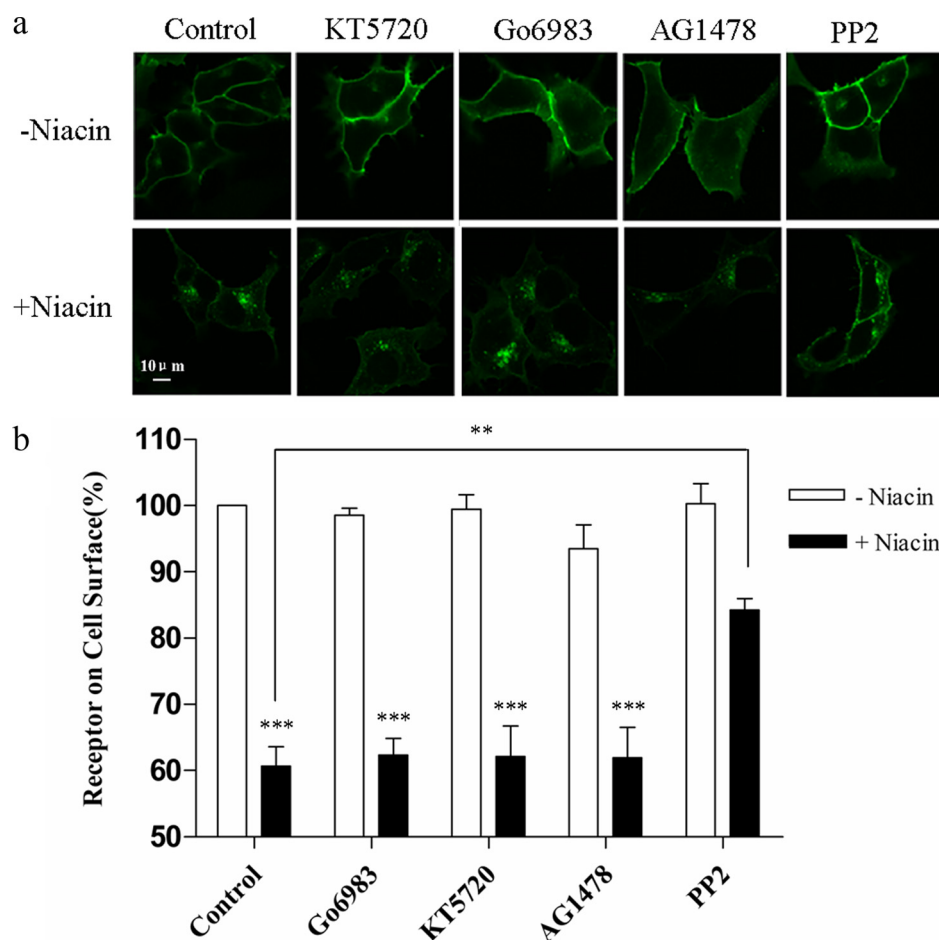 a
Control KT5720 Go6983 AG1478 PP2
-Niacin
+Niacin
10 μ m
b
Receptor on Cell Surface(%)
110
100
90
80
70
60
50
**
*** *** *** ***
- Niacin
+ Niacin
Control Go6983 KT5720 AG1478 PP2